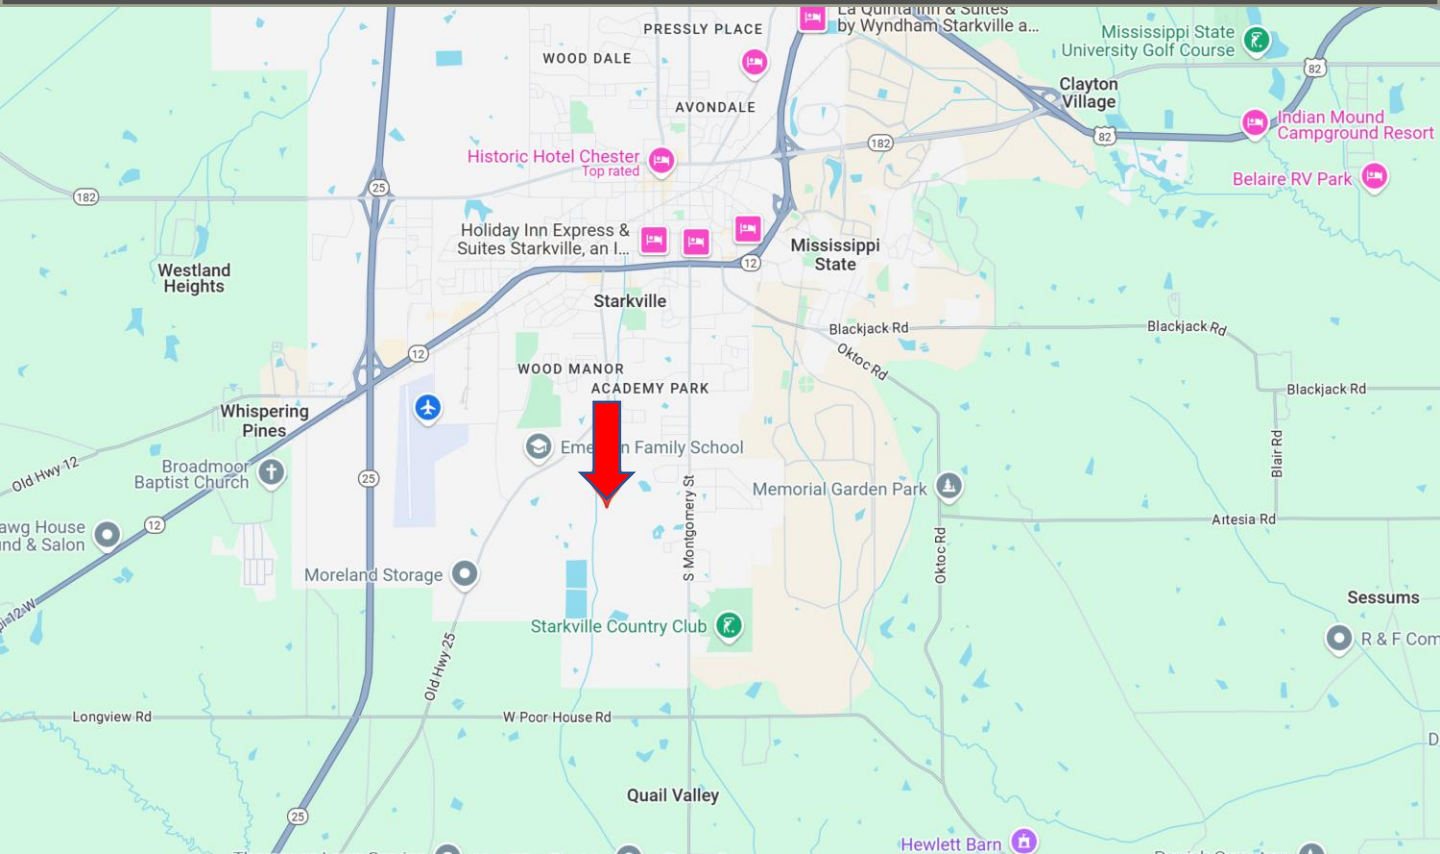 La Quinta Inn & Suites
by Wyndham Starkville a...
PRESSLY PLACE
WOOD DALE
Mississippi State
University Golf Course
82
Clayton
Village
AVONDALE
Indian Mound
Campground Resort
82
182
Historic Hotel Chester
Top rated
Belaire RV Park
25
182
Holiday Inn Express &
Suites Starkville, an I...
Mississippi
State
12
Westland
Heights
Starkville
Blackjack Rd
Blackjack Rd
Oktoc Rd
12
WOOD MANOR
ACADEMY PARK
Blackjack Rd
Whispering
Pines
Eme n Family School
Blair Rd
Old Hwy 12
Broadmoor
Baptist Church
25
S Montgomery St
Memorial Garden Park
Artesia Rd
awg House
nd & Salon
12
Oktoc Rd
Moreland Storage
Sessums
12 W
Starkville Country Club
R & F Com
Old Hwy 25
Longview Rd
W Poor House Rd
D
Quail Valley
25
Hewlett Barn